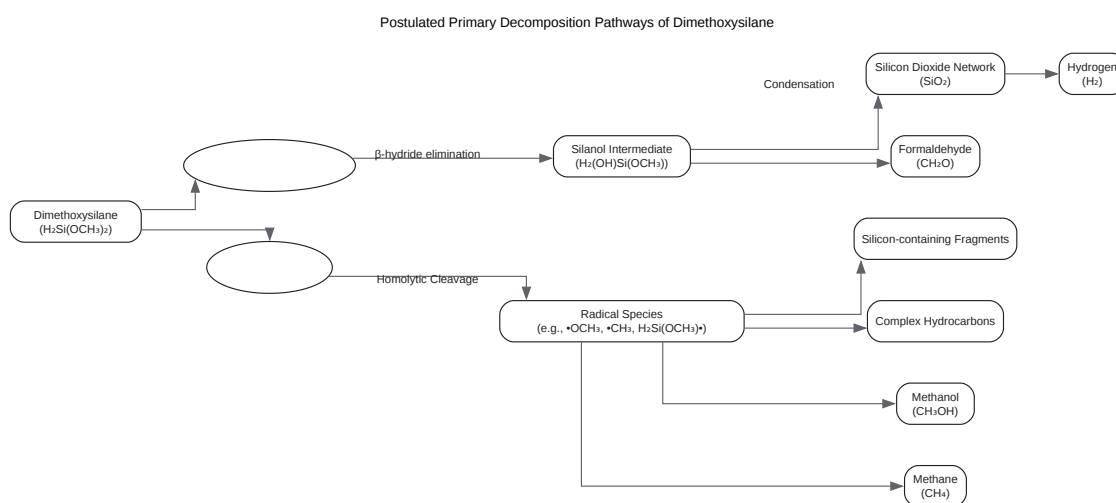 Postulated Primary Decomposition Pathways of Dimethoxysilane
Silicon Dioxide Network
(SiO₂)
Hydrogen
(H₂)
Condensation
β-hydride elimination
Silanol Intermediate
(H₂(OH)Si(OCH₃))
Formaldehyde
(CH₂O)
Dimethoxysilane
(H₂Si(OCH₃)₂)
Silicon-containing Fragments
Homolytic Cleavage
Radical Species
(e.g., •OCH₃, •CH₃, H₂Si(OCH₃)•)
Complex Hydrocarbons
Methanol
(CH₃OH)
Methane
(CH₄)